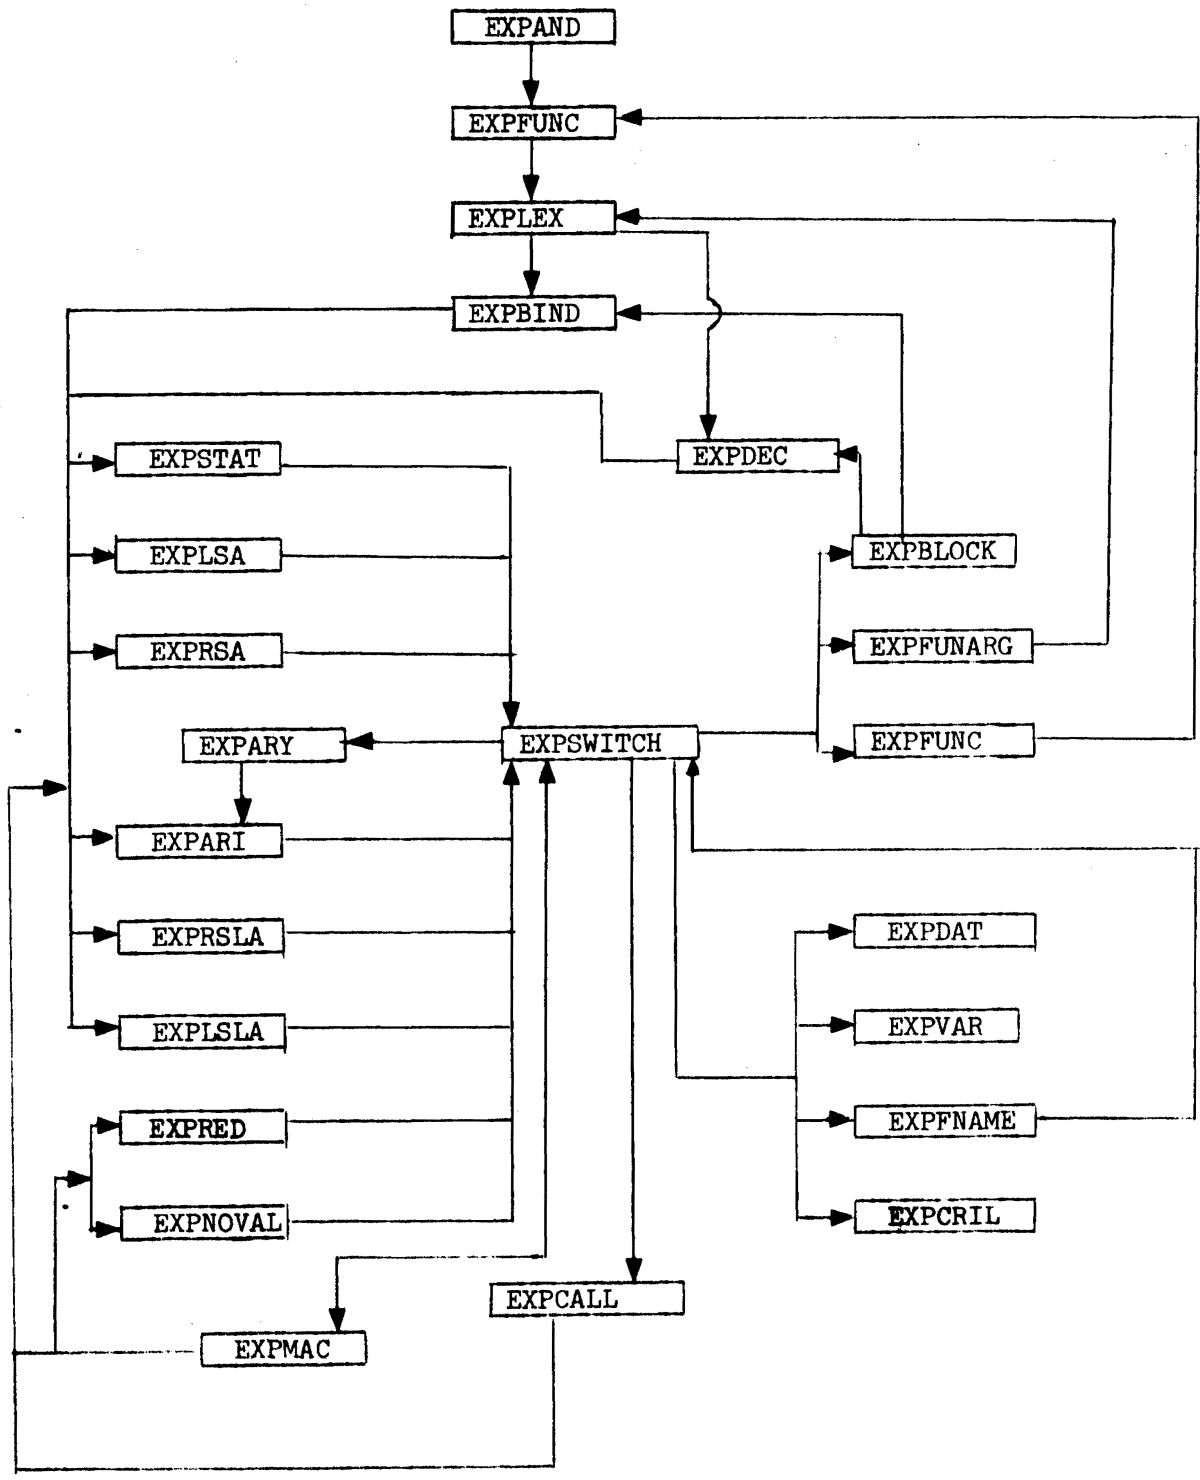 EXPAND
EXPFUNC
EXPLEX
EXPBIND
EXPSTAT
EXPDEC
EXPLSA
EXPBLOCK
EXPRSA
EXPFUNARG
EXPARY
EXPSWITCH
EXPFUNC
EXPARI
EXPRSLA
EXPDAT
EXPLSLA
EXPVAR
EXPRED
EXPFNAME
EXPNOVAL
EXPCRIL
EXPCALL
EXPMAC